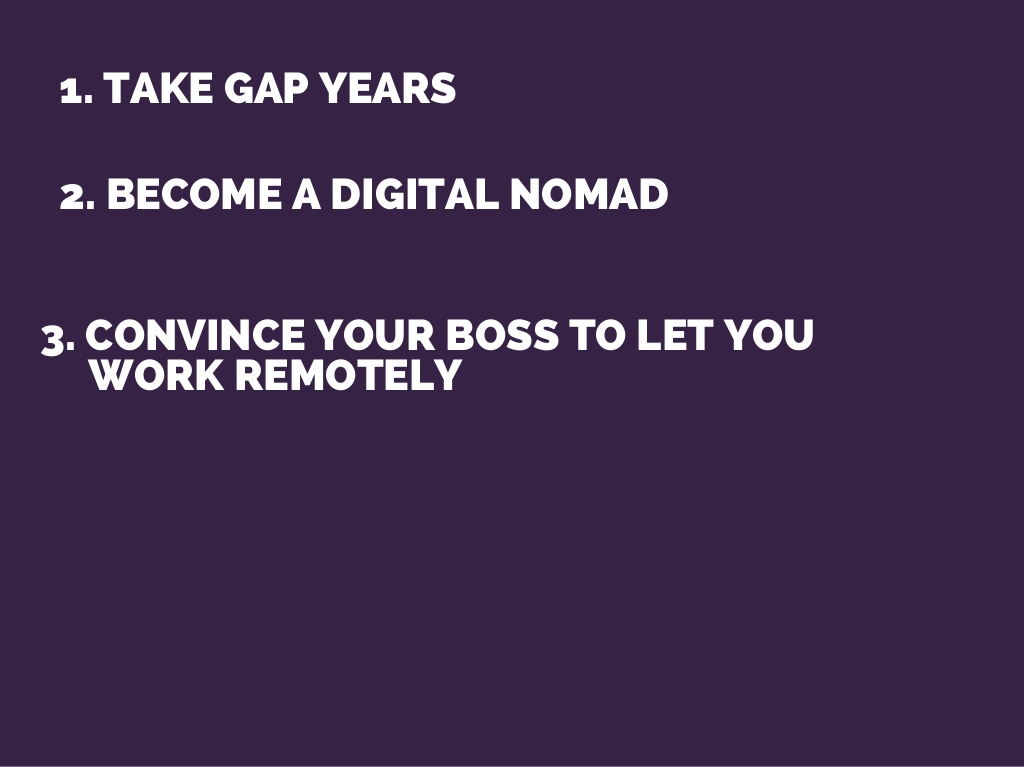 1. TAKE GAP YEARS
2. BECOME A DIGITAL NOMAD
3. CONVINCE YOUR BOSS TO LET YOU
WORK REMOTELY